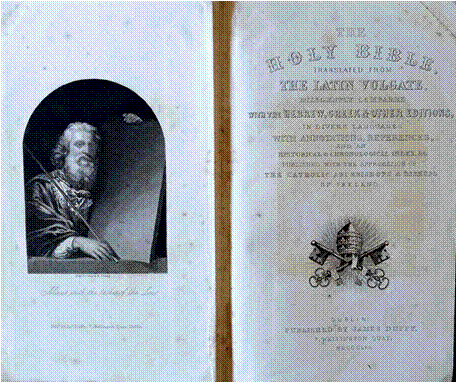 Moses with the tables of the Law
THE
HOLY BIBLE,
TRANSLATED FROM
THE LATIN VULGATE,
DILIGENTLY COMPARED
WITH THE HEBREW, GREEK & OTHER EDITIONS,
IN DIVERS LANGUAGES
WITH ANNOTATIONS, REFERENCES,
AND AN
HISTORICAL & CHRONOLOGICAL INDEX, &c.
PUBLISHED WITH THE APPROBATION OF
THE CATHOLIC ARCHBISHOPS & BISHOPS
OF IRELAND.
DUBLIN:
PUBLISHED BY JAMES DUFFY,
WELLINGTON QUAY,